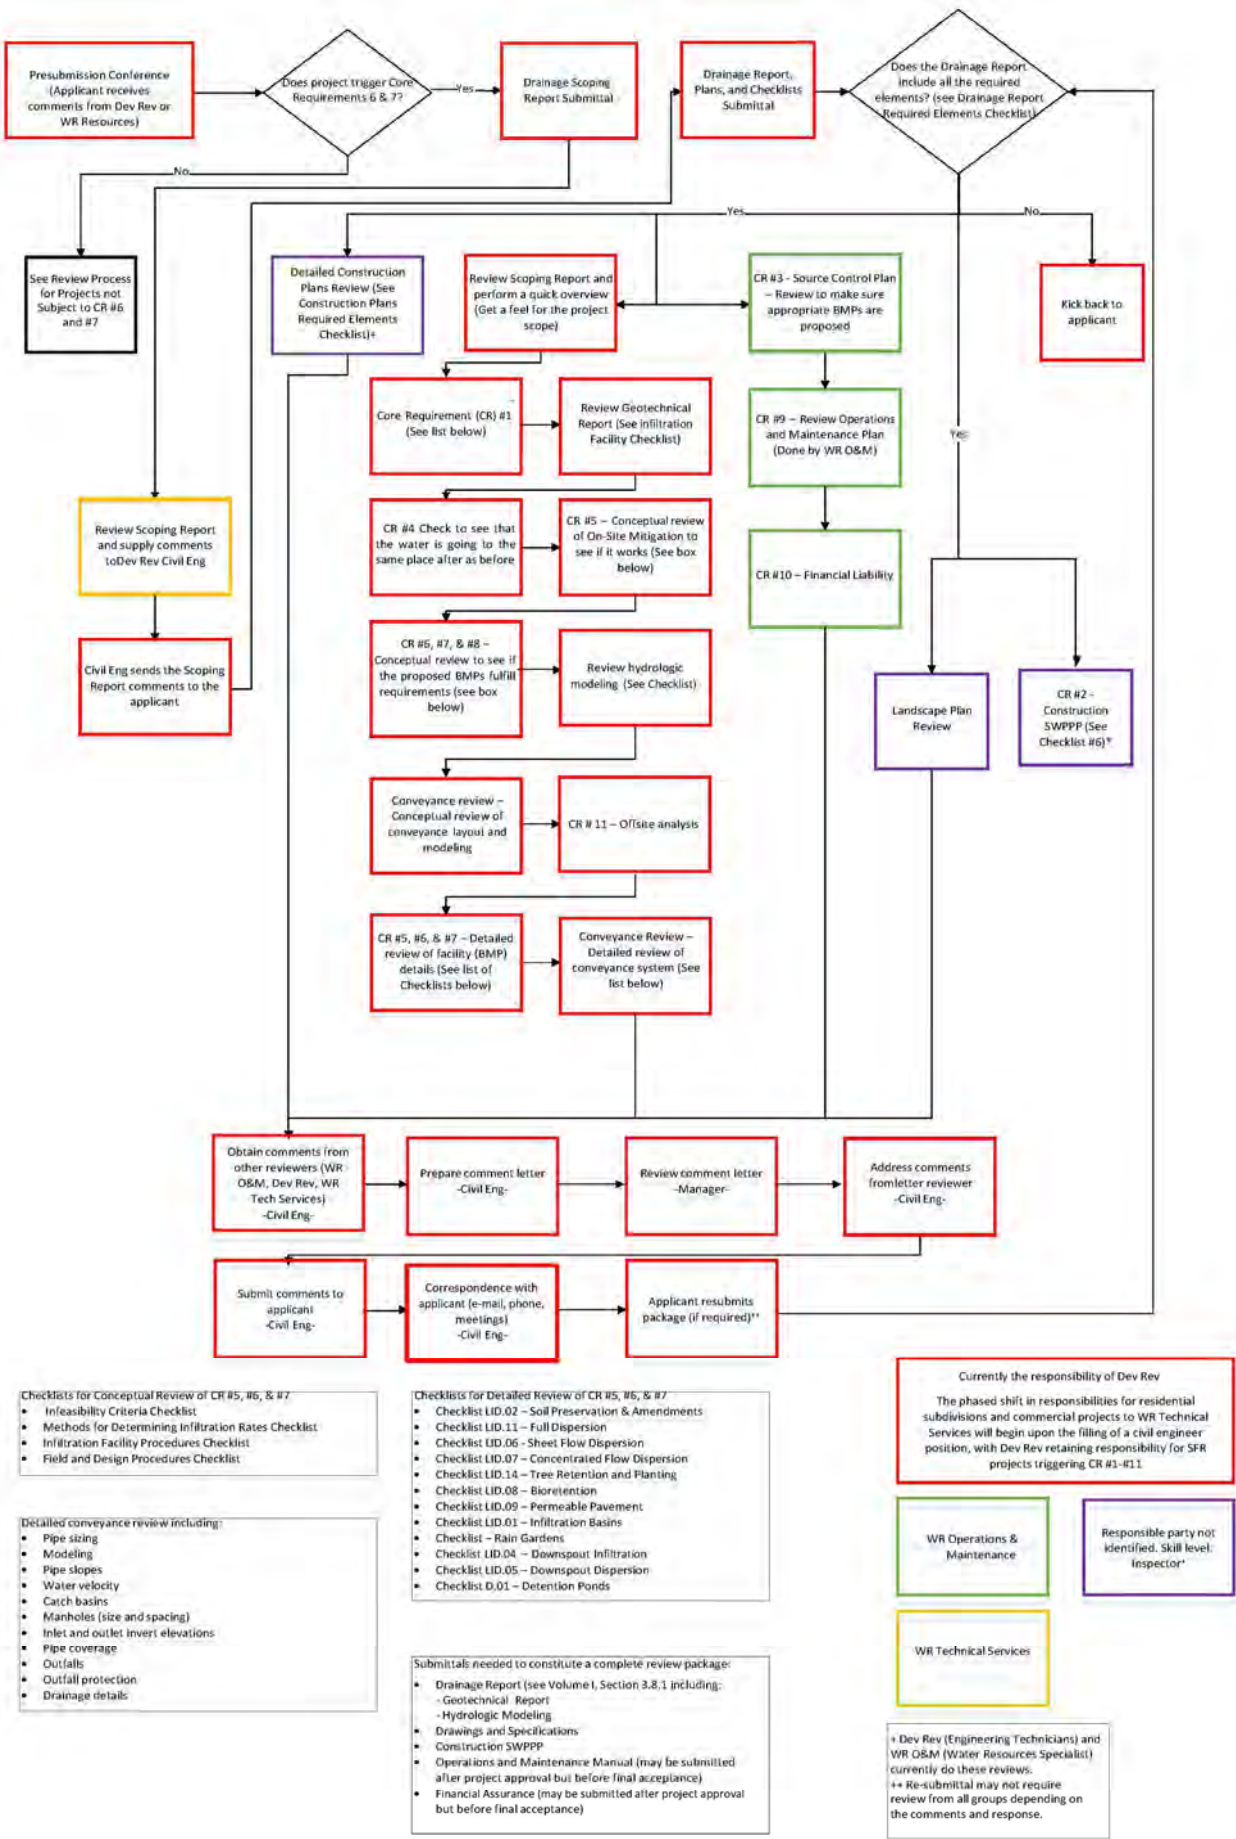 Presubmission Conference
(Applicant receives
comments from Dev Rev or
WR Resources)
Does project trigger Core
Requirements 6 & 7?
Yes
Drainage Scoping
Report Submittal
Drainage Report,
Plans, and Checklists
Submittal
Does the Drainage Report
include all the required
elements? (see Drainage Report
Required Elements Checklist)
No
Yes
No
See Review Process
for Projects not
Subject to CR #6
and #7
Detailed Construction
Plans Review (See
Construction Plans
Required Elements
Checklist)+
Review Scoping Report and
perform a quick overview
(Get a feel for the project
scope)
CR #3 - Source Control Plan
– Review to make sure
appropriate BMPs are
proposed
Kick back to
applicant
Core Requirement (CR) #1
(See list below)
Review Geotechnical
Report (See Infiltration
Facility Checklist)
CR #9 – Review Operations
and Maintenance Plan
(Done by WR O&M)
Yes
Review Scoping Report
and supply comments
toDev Rev Civil Eng
CR #4 Check to see that
the water is going to the
same place after as before
CR #5 – Conceptual review
of On-Site Mitigation to
see if it works (See box
below)
CR #10 – Financial Liability
Civil Eng sends the Scoping
Report comments to the
applicant
CR #6, #7, & #8 –
Conceptual review to see if
the proposed BMPs fulfill
requirements (see box
below)
Review hydrologic
modeling (See Checklist)
Landscape Plan
Review
CR #2 -
Construction
SWPPP (See
Checklist #6)*
Conveyance review –
Conceptual review of
conveyance layout and
modeling
CR # 11 – Offsite analysis
CR #5, #6, & #7 – Detailed
review of facility (BMP)
details (See list of
Checklists below)
Conveyance Review –
Detailed review of
conveyance system (See
list below)
Obtain comments from
other reviewers (WR
O&M, Dev Rev, WR
Tech Services)
-Civil Eng-
Prepare comment letter
-Civil Eng-
Review comment letter
-Manager-
Address comments
fromletter reviewer
-Civil Eng-
Submit comments to
applicant
-Civil Eng-
Correspondence with
applicant (e-mail, phone,
meetings)
-Civil Eng-
Applicant resubmits
package (if required)++
Checklists for Conceptual Review of CR #5, #6, & #7
• Infeasibility Criteria Checklist
• Methods for Determining Infiltration Rates Checklist
• Infiltration Facility Procedures Checklist
• Field and Design Procedures Checklist
Detailed conveyance review including:
• Pipe sizing
• Modeling
• Pipe slopes
• Water velocity
• Catch basins
• Manholes (size and spacing)
• Inlet and outlet invert elevations
• Pipe coverage
• Outfalls
• Outfall protection
• Drainage details
Checklists for Detailed Review of CR #5, #6, & #7
• Checklist LID.02 – Soil Preservation & Amendments
• Checklist LID.11 – Full Dispersion
• Checklist LID.06 - Sheet Flow Dispersion
• Checklist LID.07 – Concentrated Flow Dispersion
• Checklist LID.14 – Tree Retention and Planting
• Checklist LID.08 – Bioretention
• Checklist LID.09 – Permeable Pavement
• Checklist LID.01 – Infiltration Basins
• Checklist – Rain Gardens
• Checklist LID.04 – Downspout Infiltration
• Checklist LID.05 – Downspout Dispersion
• Checklist D.01 – Detention Ponds
Submittals needed to constitute a complete review package:
• Drainage Report (see Volume I, Section 3.8.1 including:
- Geotechnical Report
- Hydrologic Modeling
• Drawings and Specifications
• Construction SWPPP
• Operations and Maintenance Manual (may be submitted
after project approval but before final acceptance)
• Financial Assurance (may be submitted after project approval
but before final acceptance)
Currently the responsibility of Dev Rev
The phased shift in responsibilities for residential
subdivisions and commercial projects to WR Technical
Services will begin upon the filling of a civil engineer
position, with Dev Rev retaining responsibility for SFR
projects triggering CR #1-#11
WR Operations &
Maintenance
Responsible party not
identified. Skill level:
Inspector+
WR Technical Services
+ Dev Rev (Engineering Technicians) and
WR O&M (Water Resources Specialist)
currently do these reviews.
++ Re-submittal may not require
review from all groups depending on
the comments and response.